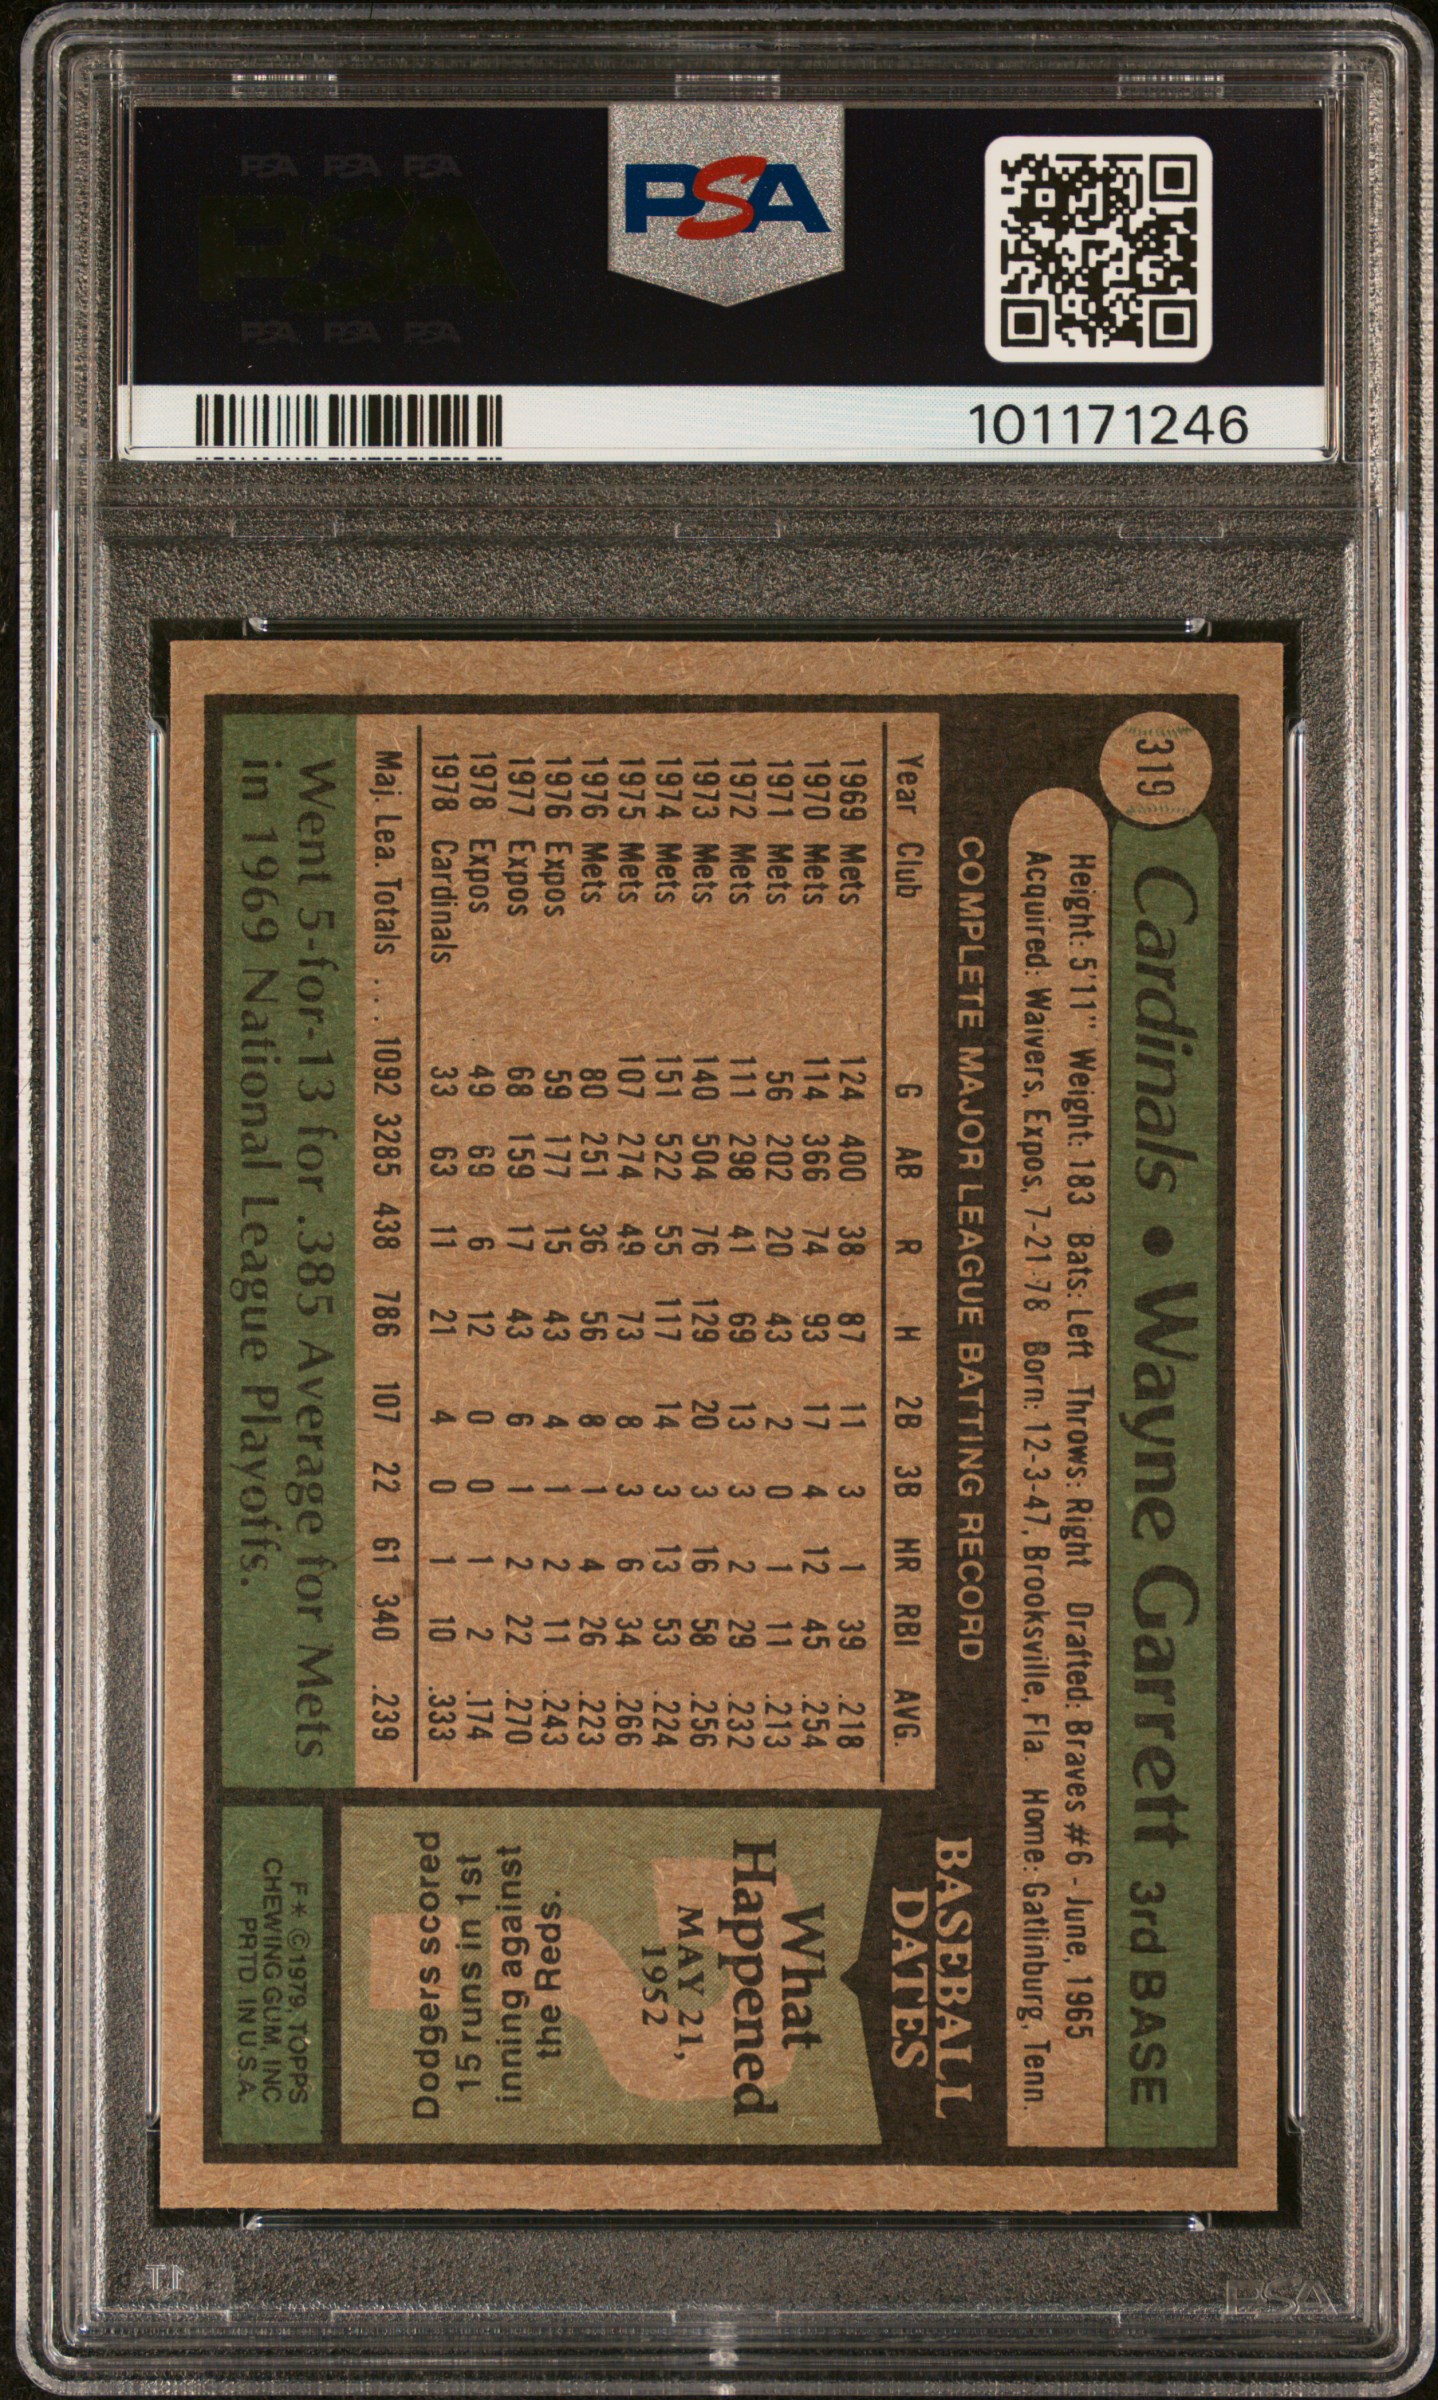 PSA PSA PSA
PSA
PSA PSA PSA
PSA
101171246
319 Cardinals • Wayne Garrett 3rd BASE
Height: 5'11" Weight: 183 Bats: Left Throws: Right Drafted: Braves #6 - June, 1965
Acquired: Waivers, Expos, 7-21-78 Born: 12-3-47, Brooksville, Fla. Home: Gatlinburg, Tenn.
COMPLETE MAJOR LEAGUE BATTING RECORD
Year Club G AB R H 2B 3B HR RBI AVG.
1969 Mets 124 400 38 87 11 3 1 39 .218
1970 Mets 114 366 74 93 17 4 12 45 .254
1971 Mets 56 202 20 43 2 0 1 11 .213
1972 Mets 111 298 41 69 13 3 2 29 .232
1973 Mets 140 504 76 129 20 3 16 58 .256
1974 Mets 151 522 55 117 14 3 13 53 .224
1975 Mets 107 274 49 73 8 3 6 34 .266
1976 Mets 80 251 36 56 8 1 4 26 .223
1976 Expos 59 177 15 43 4 1 2 11 .243
1977 Expos 68 159 17 43 6 1 2 22 .270
1978 Expos 49 69 6 12 0 0 1 2 .174
1978 Cardinals 33 63 11 21 4 0 1 10 .333
Maj. Lea. Totals . . . 1092 3285 438 786 107 22 61 340 .239
Went 5-for-13 for .385 Average for Mets
in 1969 National League Playoffs.
BASEBALL
DATES
What
Happened
MAY 21,
1952
the Reds.
inning against
15 runs in 1st
Dodgers scored
F* © 1979, TOPPS
CHEWING GUM, INC
PRTD. IN U.S.A.
T1
PSA